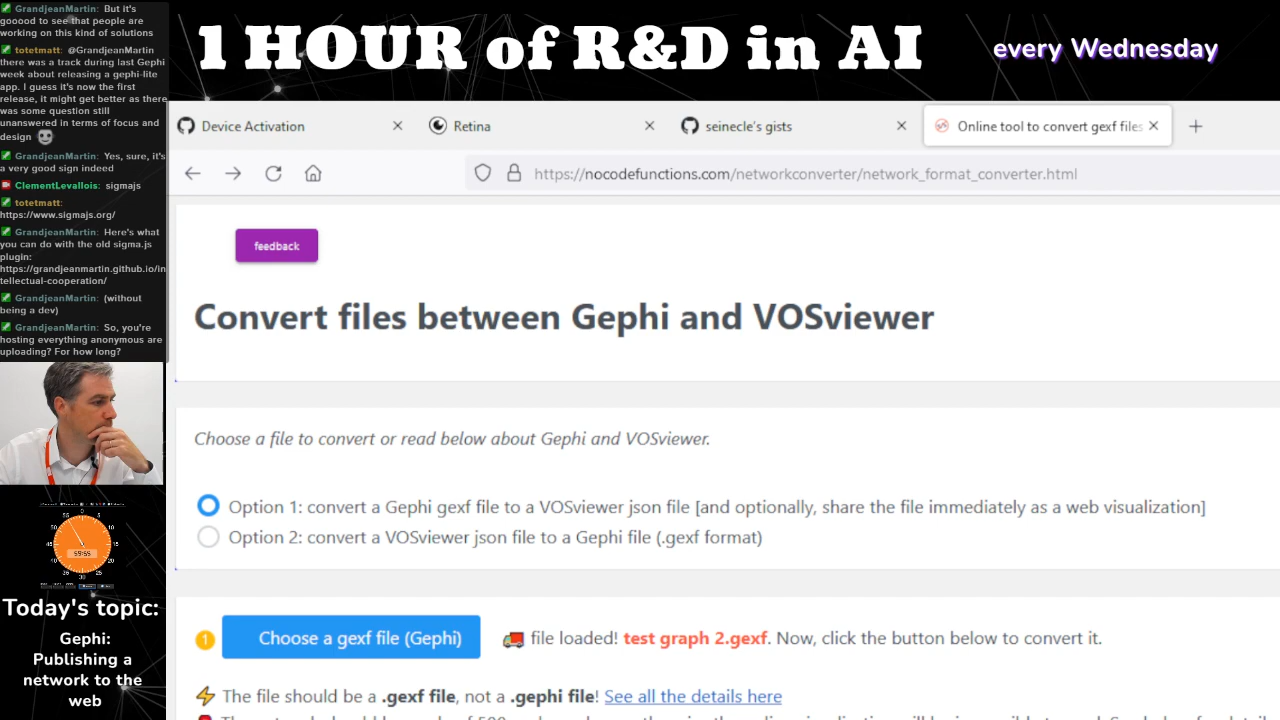 GrandjeanMartin: But it's
gooood to see that people are
working on this kind of solutions
totetmatt: @GrandjeanMartin
there was a track during last Gephi
week about releasing a gephi-lite
app. I guess it's now the first
release, it might get better as there
was some question still
unanswered in terms of focus and
design
GrandjeanMartin: Yes, sure, it's
a very good sign indeed
ClementLevallois: sigmajs
totetmatt:
https://www.sigmajs.org/
GrandjeanMartin: Here's what
you can do with the old sigma.js
plugin:
https://grandjeanmartin.github.io/in
tellectual-cooperation/
GrandjeanMartin: (without
being a dev)
GrandjeanMartin: So, you're
hosting everything anonymous are
uploading? For how long?
Today's topic:
Gephi:
Publishing a
network to the
web
1 HOUR of R&D in AI
every Wednesday
Device Activation
Retina
seinecle's gists
Online tool to convert gexf files
https://nocodefunctions.com/networkconverter/network_format_converter.html
feedback
Convert files between Gephi and VOSviewer
Choose a file to convert or read below about Gephi and VOSviewer.
Option 1: convert a Gephi gexf file to a VOSviewer json file [and optionally, share the file immediately as a web visualization]
Option 2: convert a VOSviewer json file to a Gephi file (.gexf format)
1 Choose a gexf file (Gephi) file loaded! test graph 2.gexf. Now, click the button below to convert it.
The file should be a .gexf file, not a .gephi file! See all the details here